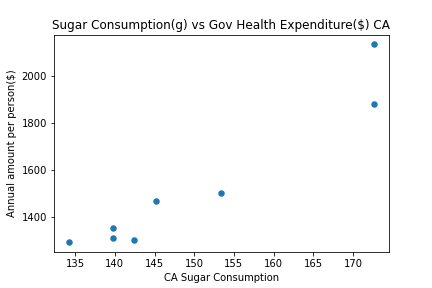 Sugar Consumption(g) vs Gov Health Expenditure($) CA
2000
1800
1600
1400
Annual amount per person($)
135 140 145 150 155 160 165 170
CA Sugar Consumption